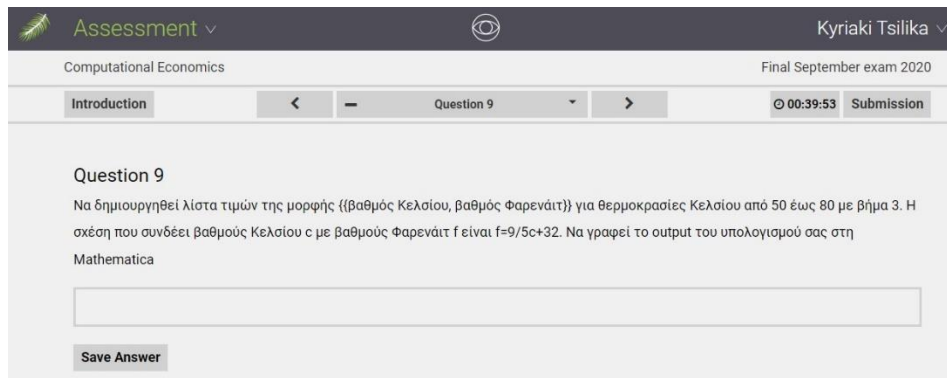 Assessment
Kyriaki Tsilika
Computational Economics
Final September exam 2020
Introduction
Question 9
00:39:53
Submission
Question 9
Να δημιουργηθεί λίστα τιμών της μορφής {{βαθμός Κελσίου, βαθμός Φαρενάιτ}} για θερμοκρασίες Κελσίου από 50 έως 80 με βήμα 3. Η
σχέση που συνδέει βαθμούς Κελσίου c με βαθμούς Φαρενάιτ f είναι f=9/5c+32. Να γραφεί το output του υπολογισμού σας στη
Mathematica
Save Answer